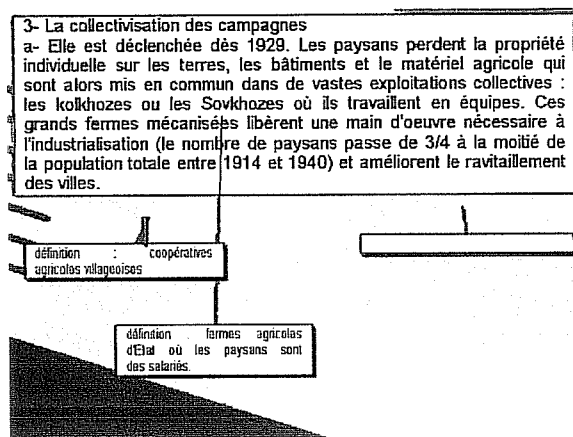 3- La collectivisation des campagnes
a- Elle est déclenchée dès 1929. Les paysans perdent la propriété
individuelle sur les terres, les bâtiments et le matériel agricole qui
sont alors mis en commun dans de vastes exploitations collectives :
les kolkhozes ou les Sovkhozes où ils travaillent en équipes. Ces
grands fermes mécanisées libèrent une main d'oeuvre nécessaire à
l'industrialisation (le nombre de paysans passe de 3/4 à la moitié de
la population totale entre 1914 et 1940) et améliorent le ravitaillement
des villes.
définition : coopératives
agricoles villageoises
définition : fermes agricoles
d'Etat où les paysans sont
des salariés.